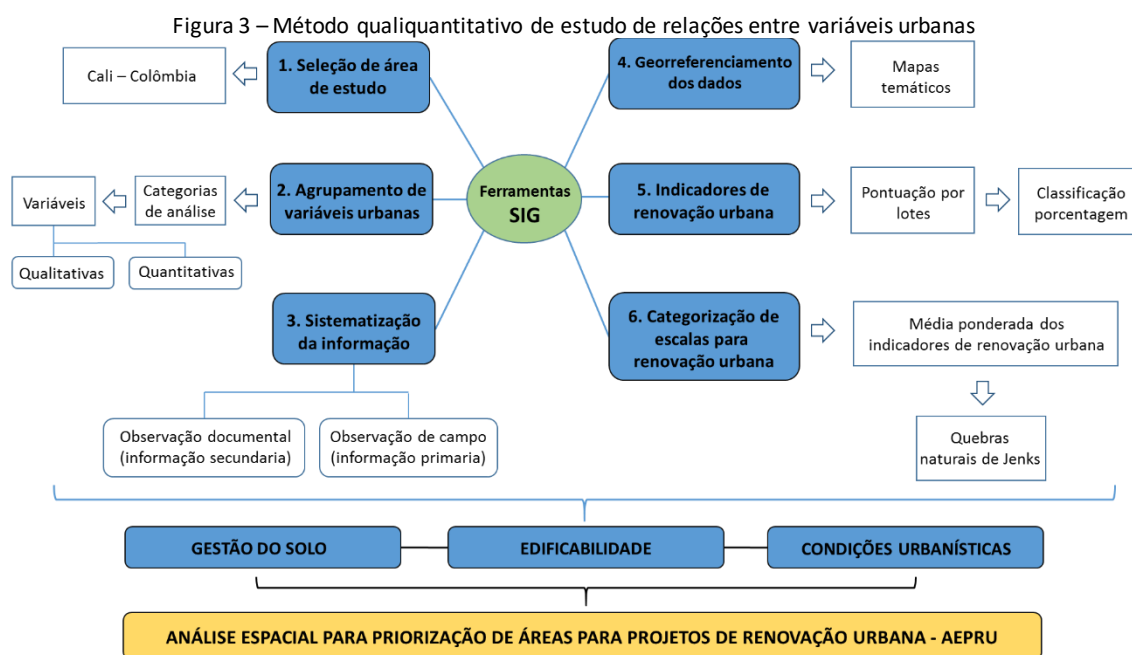 Figura 3 – Método qualiquantitativo de estudo de relações entre variáveis urbanas
Cali – Colômbia
1. Seleção de área
de estudo
4. Georreferenciamento
dos dados
Mapas
temáticos
Variáveis
Categorias
de análise
2. Agrupamento de
variáveis urbanas
Ferramentas
SIG
5. Indicadores de
renovação urbana
Pontuação por
lotes
Classificação
porcentagem
Qualitativas
Quantitativas
3. Sistematização
da informação
6. Categorização de
escalas para
renovação urbana
Média ponderada dos
indicadores de renovação urbana
Observação documental
(informação secundaria)
Observação de campo
(informação primaria)
Quebras
naturais de Jenks
GESTÃO DO SOLO
EDIFICABILIDADE
CONDIÇÕES URBANÍSTICAS
ANÁLISE ESPACIAL PARA PRIORIZAÇÃO DE ÁREAS PARA PROJETOS DE RENOVAÇÃO URBANA - AEPRU